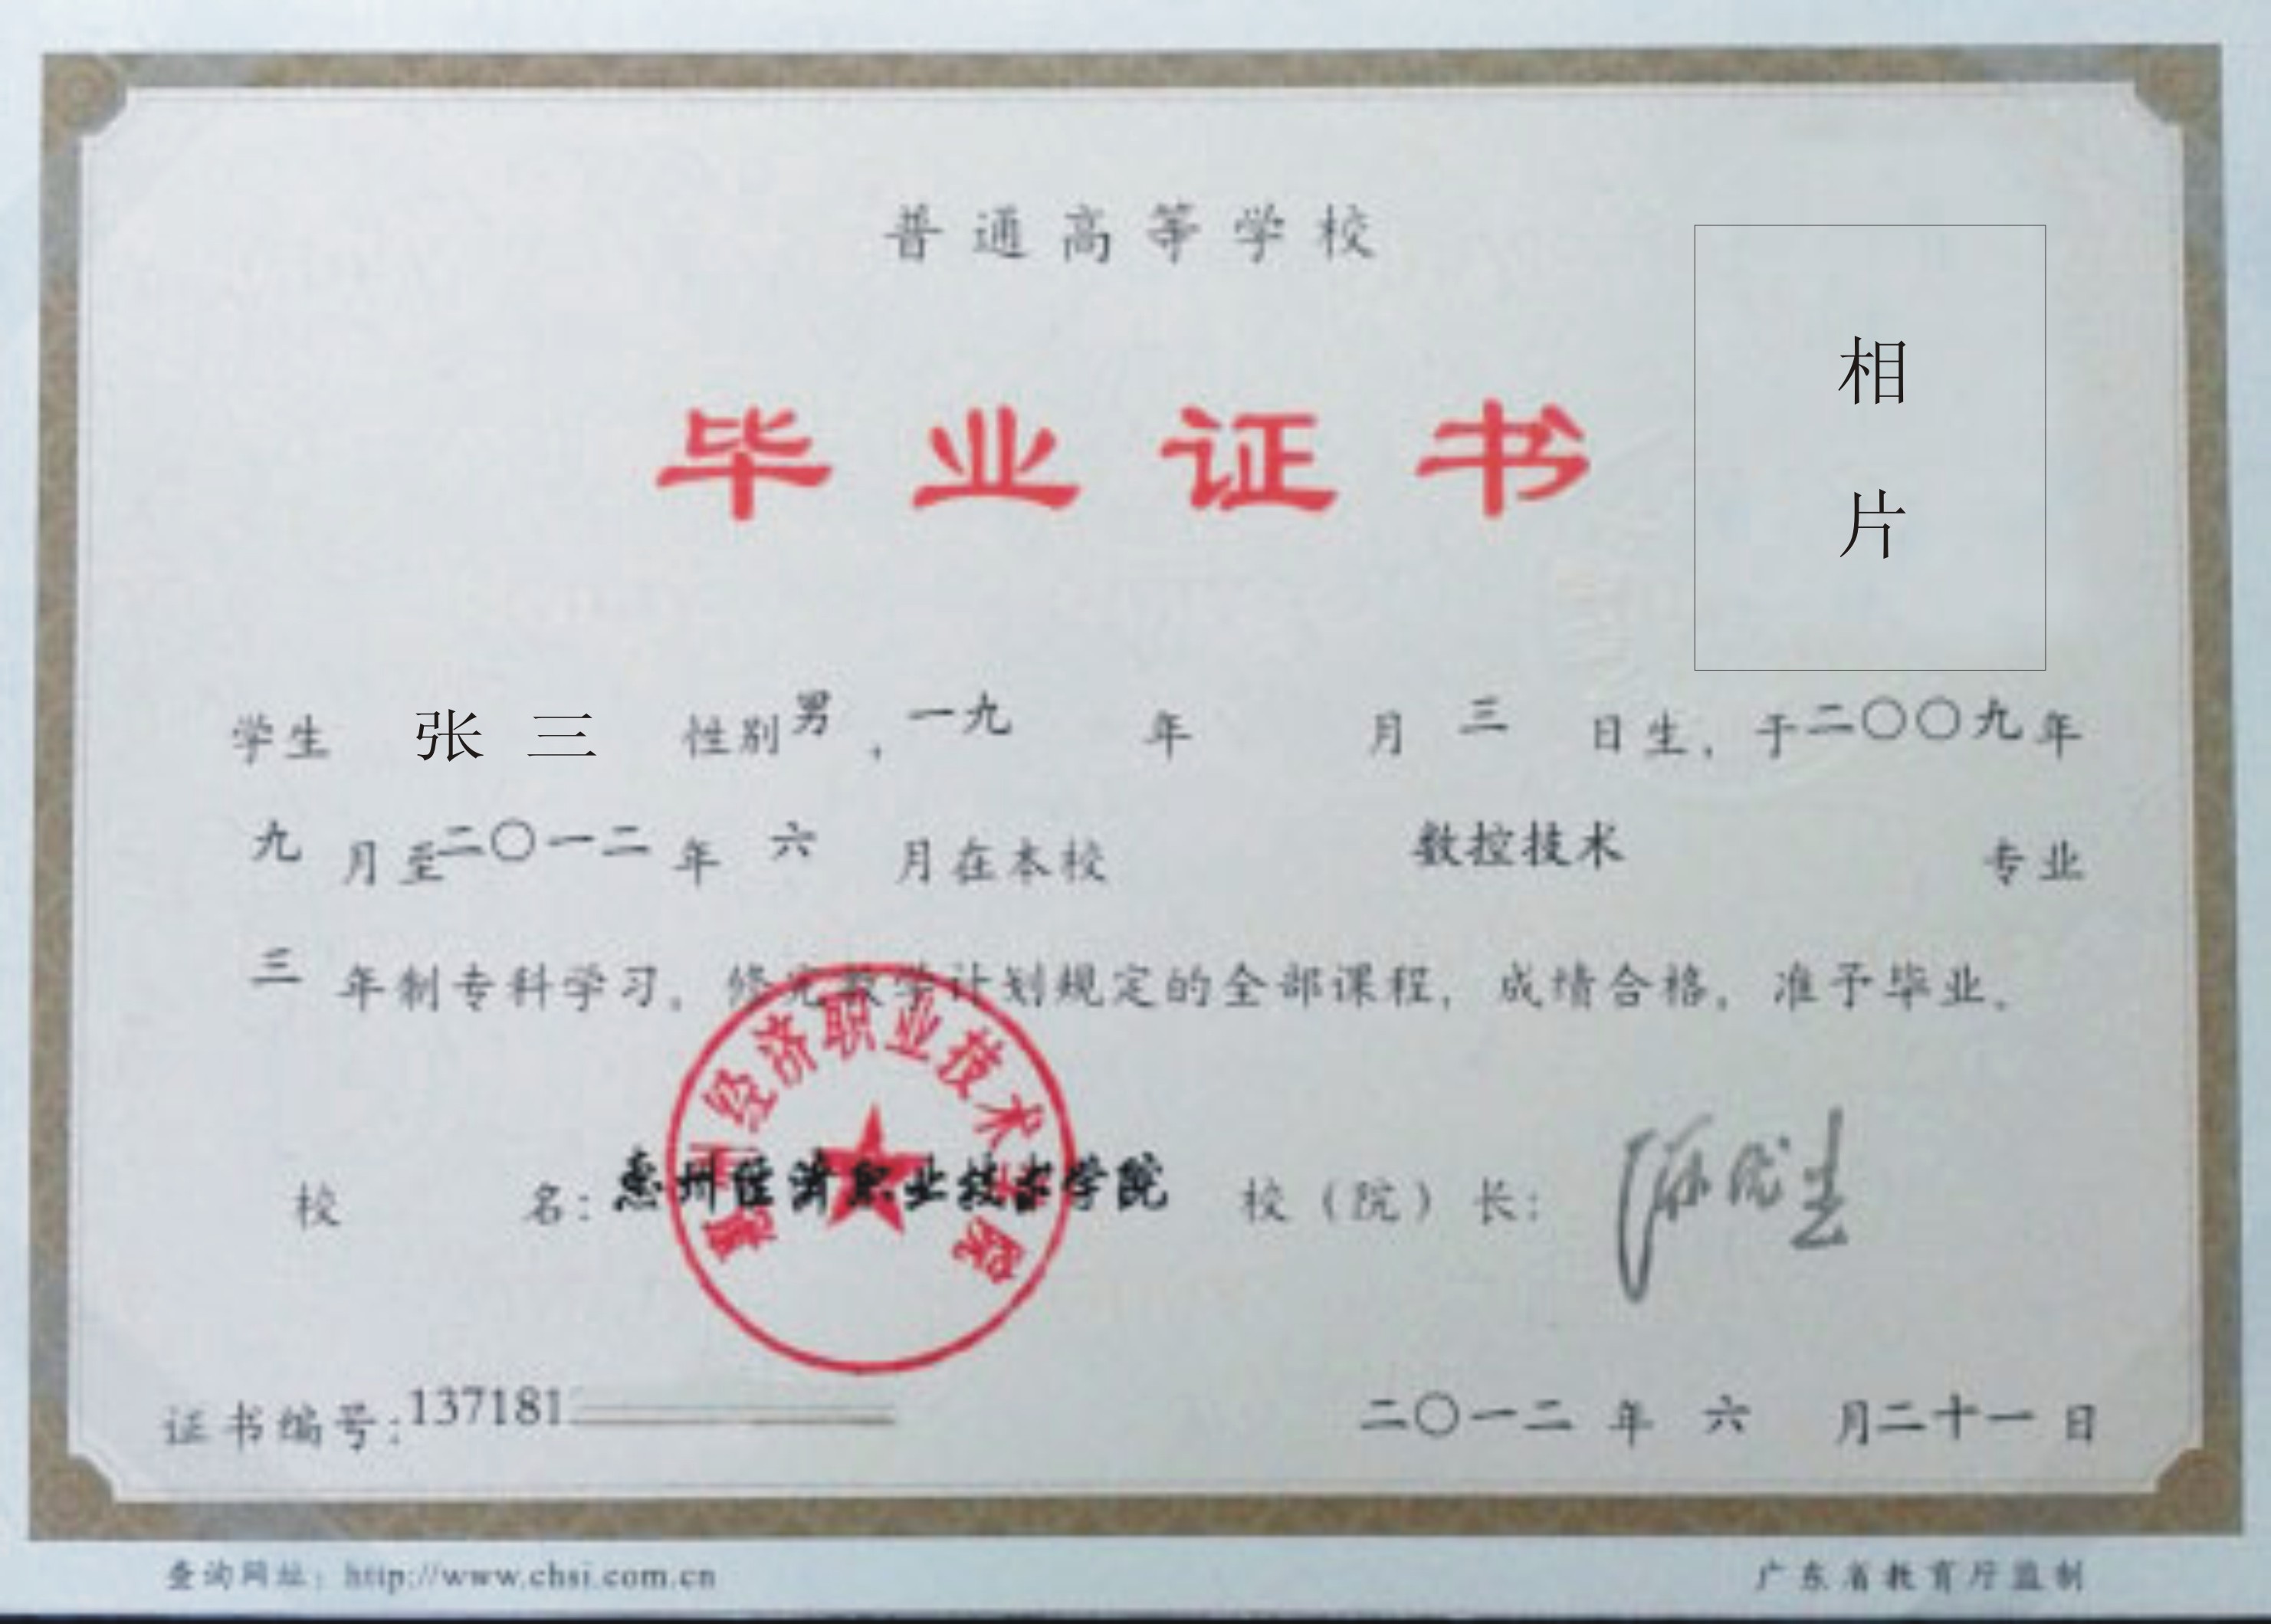 普通高等学校
毕业证书
相
片
学生 张三 性别男，一九 年 月三 日生，于二〇〇九年
九月至二〇一二年六月在本校 数控技术 专业
三年制专科学习。修完教学计划规定的全部课程，成绩合格，准予毕业。
惠州经济职业技术学院
校 名：惠州经济职业技术学院 校（院）长：
证书编号：137181 二〇一二年六月二十一日
查询网址：http://www.chsi.com.cn 广东省教育厅监制